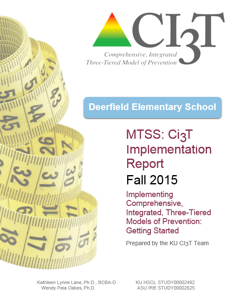 CI3T
Comprehensive, Integrated
Three-Tiered Model of Prevention
Deerfield Elementary School
MTSS: Ci3T
Implementation
Report
Fall 2015
Implementing
Comprehensive,
Integrated, Three-Tiered
Models of Prevention:
Getting Started
Prepared by the KU CI3T Team
Kathleen Lynne Lane, Ph.D., BCBA-D
Wendy Peia Oakes, Ph.D.
KU HSCL STUDY00002492
ASU IRB STUDY00002625